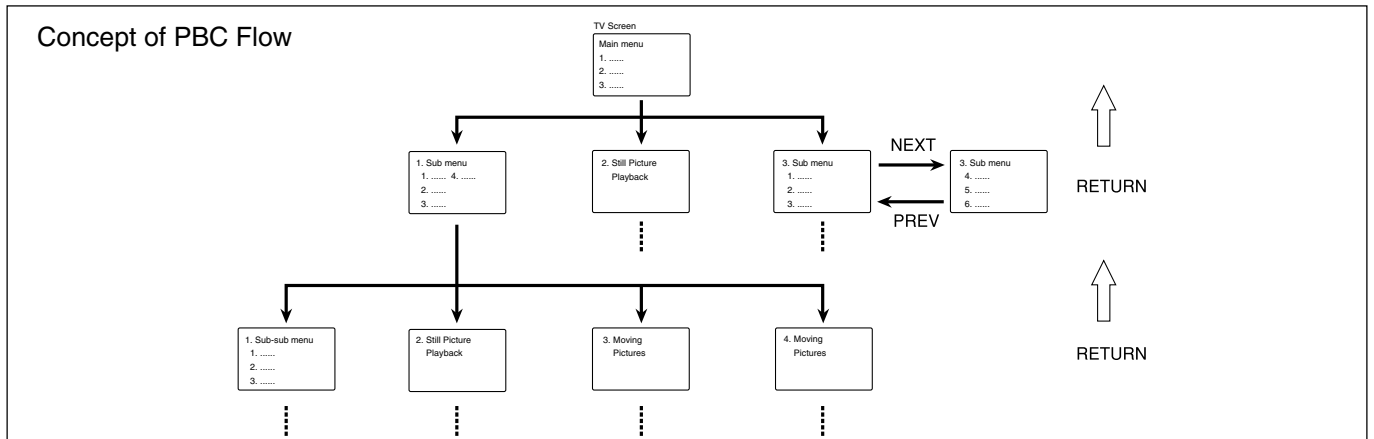 Concept of PBC Flow
TV Screen
Main menu
1. ......
2. ......
3. ......
1. Sub menu
1. ...... 4. ......
2. ......
3. ......
2. Still Picture
Playback
3. Sub menu
1. ......
2. ......
3. ......
NEXT
PREV
3. Sub menu
4. ......
5. ......
6. ......
RETURN
1. Sub-sub menu
1. ......
2. ......
3. ......
2. Still Picture
Playback
3. Moving
Pictures
4. Moving
Pictures
RETURN